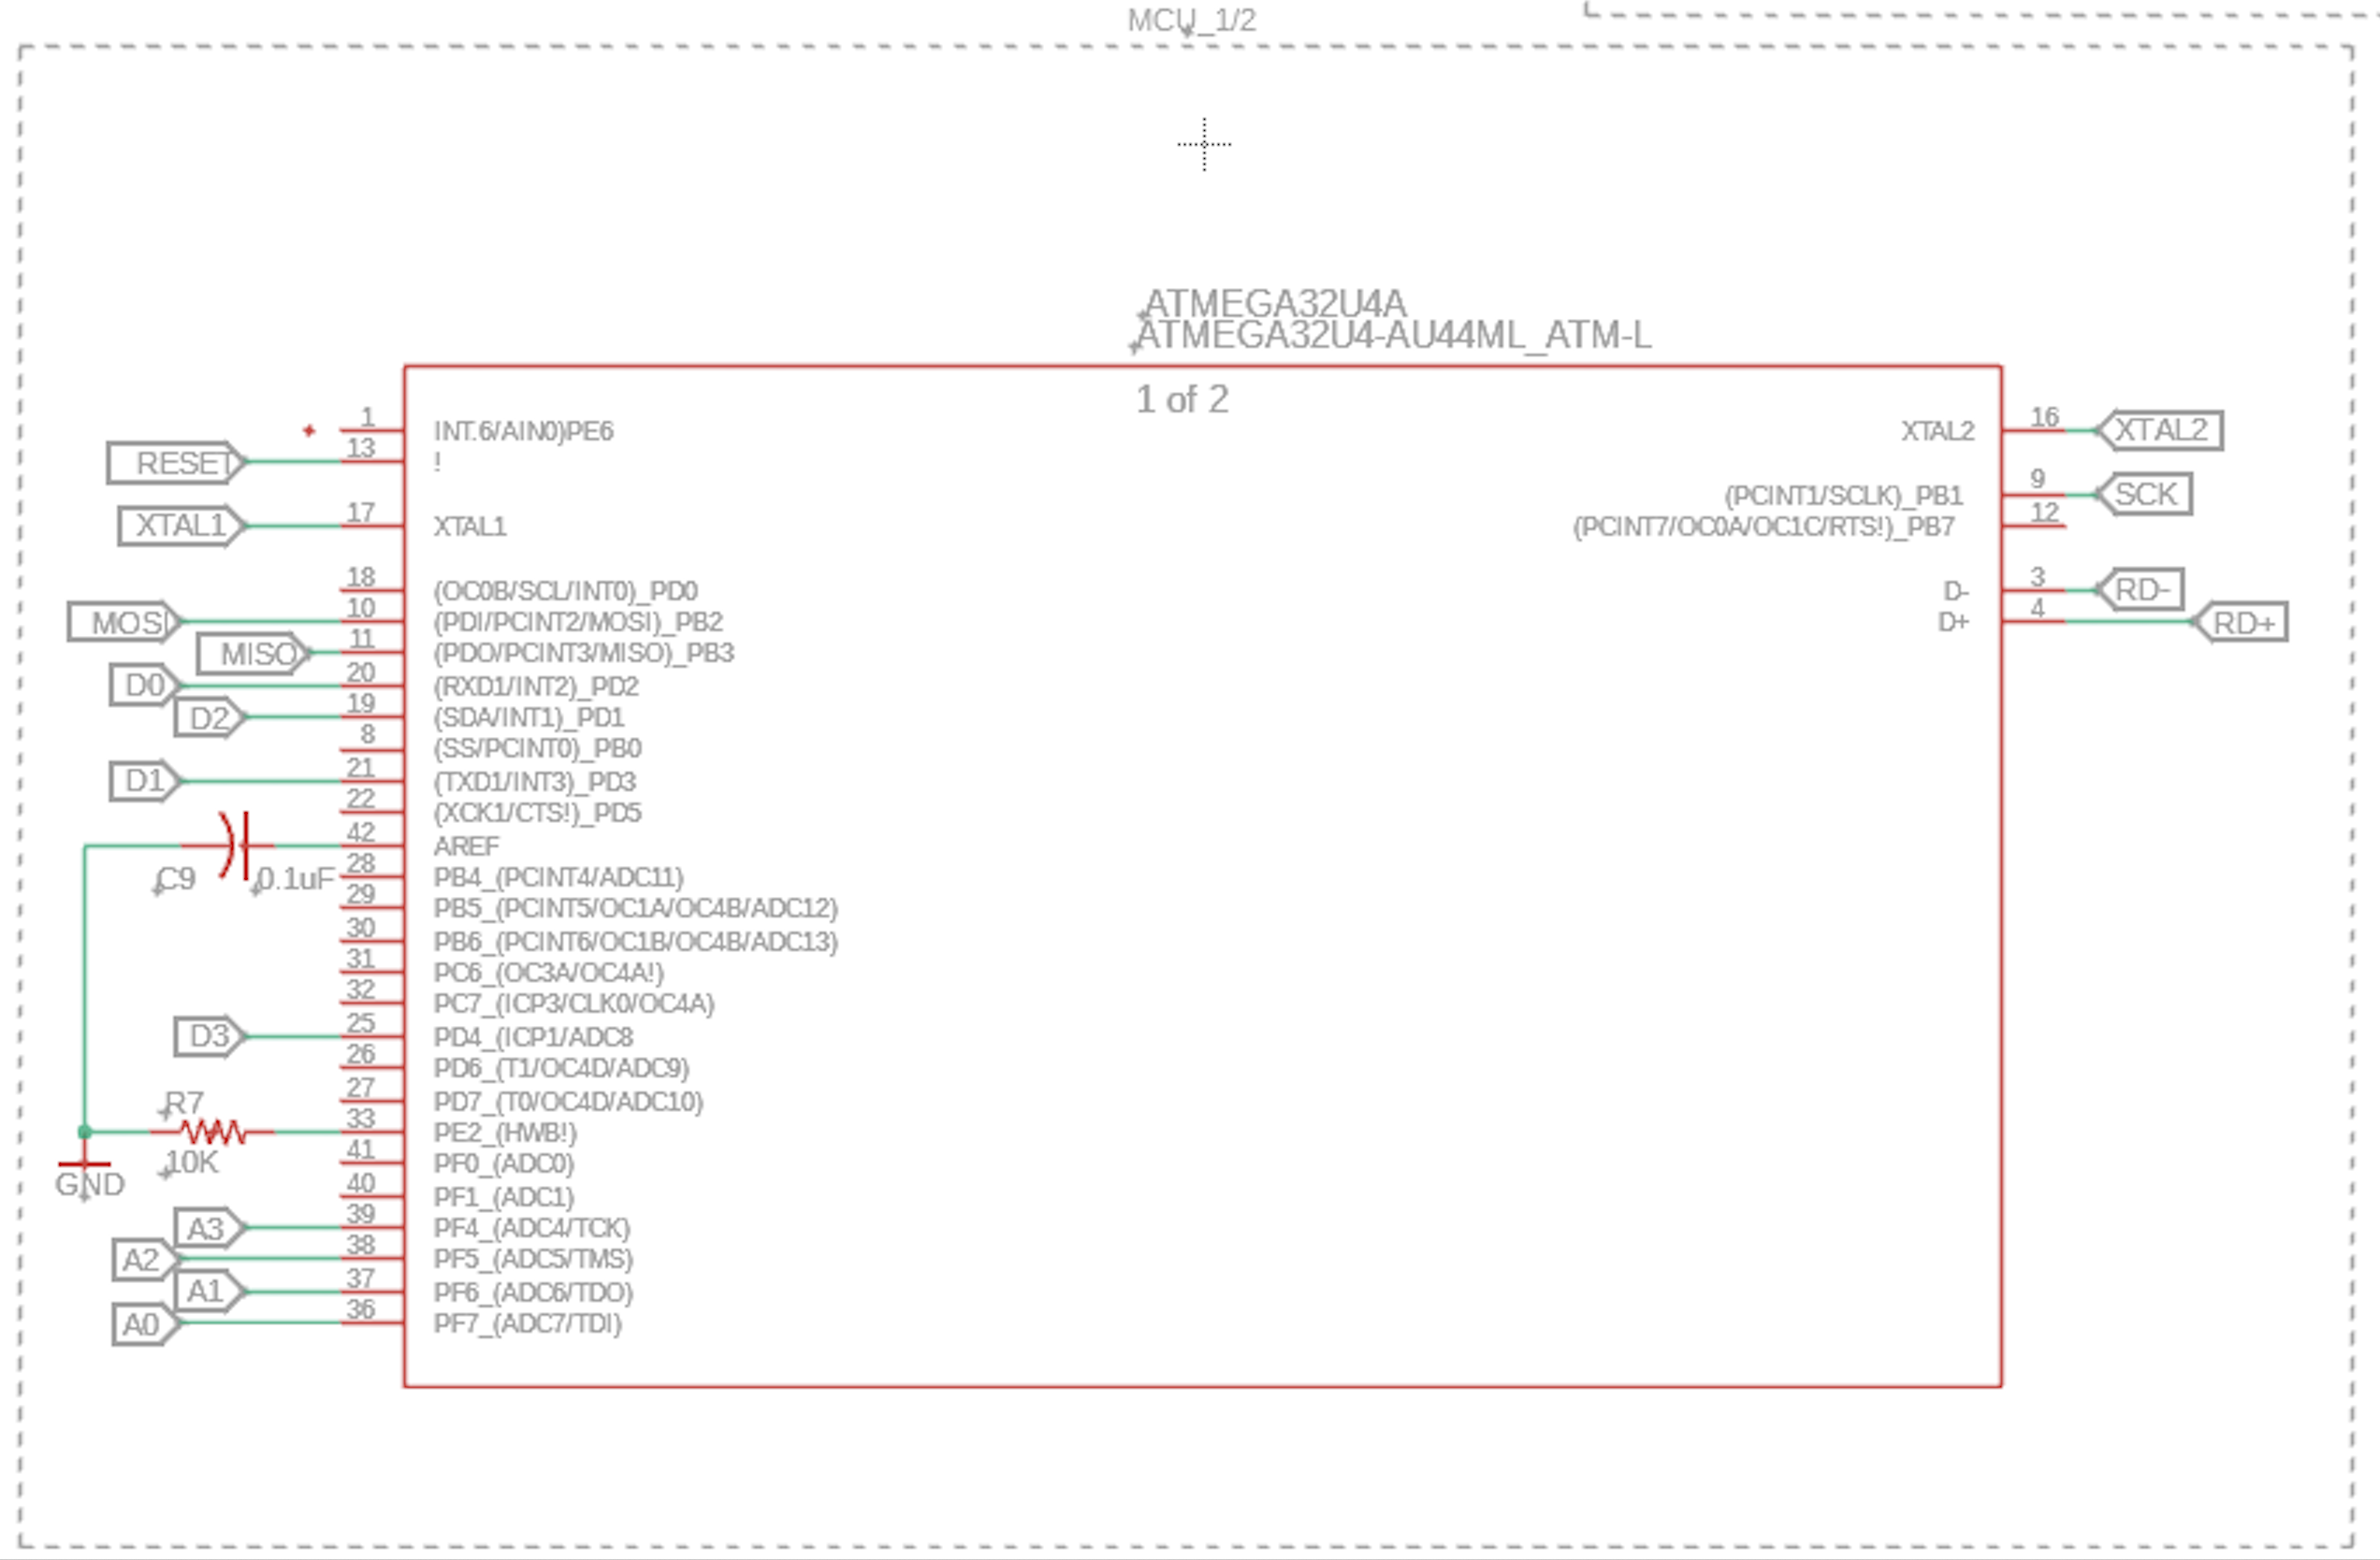 MCU_1/2
ATMEGA32U4A
ATMEGA32U4-AU44ML_ATM-L
1 of 2
1 INT.6/AIN0)PE6
RESET 13 !
XTAL1 17 XTAL1
18 (OC0B/SCL/INT0)_PD0
MOSI 10 (PDI/PCINT2/MOSI)_PB2
MISO 11 (PDO/PCINT3/MISO)_PB3
D0 20 (RXD1/INT2)_PD2
D2 19 (SDA/INT1)_PD1
8 (SS/PCINT0)_PB0
D1 21 (TXD1/INT3)_PD3
22 (XCK1/CTS!)_PD5
42 AREF
C9 0.1uF
28 PB4_(PCINT4/ADC11)
29 PB5_(PCINT5/OC1A/OC4B/ADC12)
30 PB6_(PCINT6/OC1B/OC4B/ADC13)
31 PC6_(OC3A/OC4A!)
32 PC7_(ICP3/CLK0/OC4A)
D3 25 PD4_(ICP1/ADC8
26 PD6_(T1/OC4D/ADC9)
27 PD7_(T0/OC4D/ADC10)
R7
33 PE2_(HWB!)
10K
GND
41 PF0_(ADC0)
40 PF1_(ADC1)
A3 39 PF4_(ADC4/TCK)
A2 38 PF5_(ADC5/TMS)
A1 37 PF6_(ADC6/TDO)
A0 36 PF7_(ADC7/TDI)
XTAL2 16 XTAL2
(PCINT1/SCLK)_PB1 9 SCK
(PCINT7/OC0A/OC1C/RTS!)_PB7 12
D- 3 RD-
D+ 4 RD+